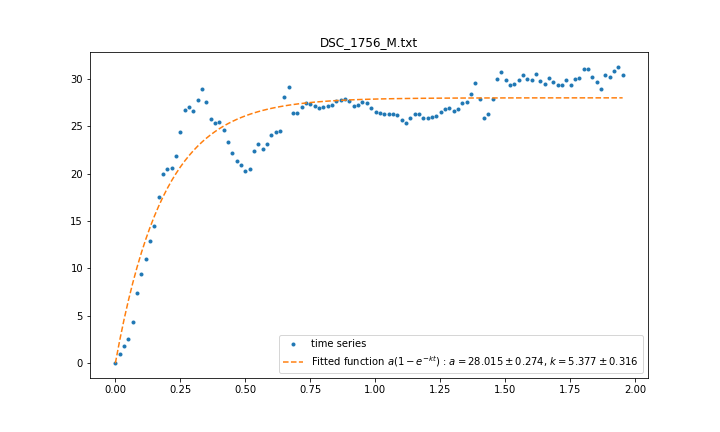 DSC_1756_M.txt
30
25
20
15
10
5
0
time series
Fitted function a(1 − e^{−kt}) : a = 28.015 ± 0.274, k = 5.377 ± 0.316
0.00 0.25 0.50 0.75 1.00 1.25 1.50 1.75 2.00